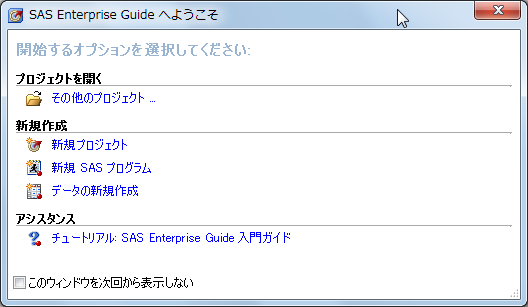 SAS Enterprise Guide へようこそ
開始するオプションを選択してください:
プロジェクトを開く
その他のプロジェクト ...
新規作成
新規プロジェクト
新規 SAS プログラム
データの新規作成
アシスタンス
チュートリアル: SAS Enterprise Guide 入門ガイド
このウィンドウを次回から表示しない